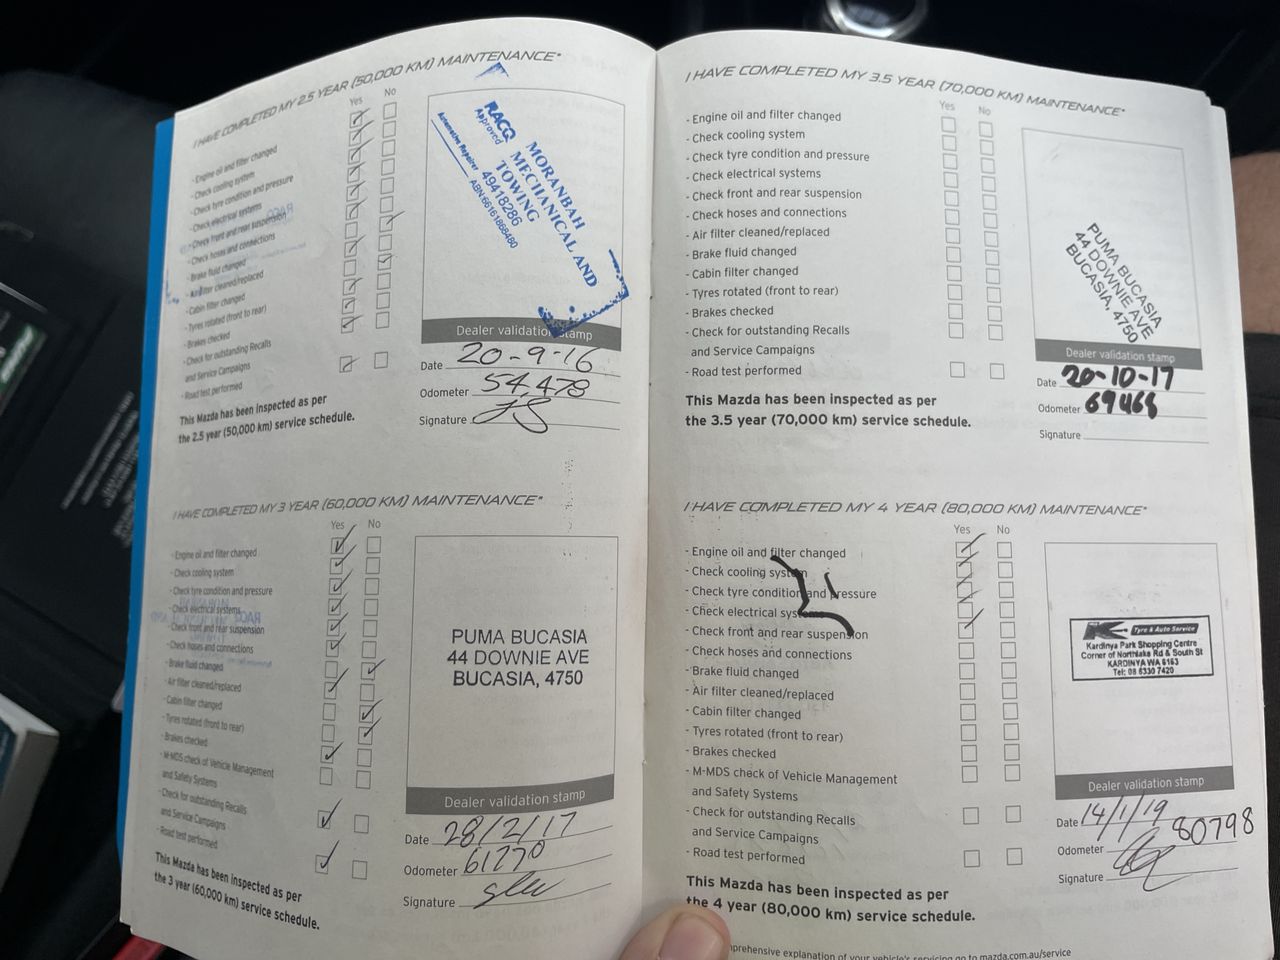 I HAVE COMPLETED MY 2.5 YEAR (50,000 KM) MAINTENANCE*
Yes No
- Engine oil and filter changed
- Check cooling system
- Check tyre condition and pressure
- Check electrical systems
- Check front and rear suspension
- Check hoses and connections
- Brake fluid changed
- Air filter cleaned/replaced
- Cabin filter changed
- Tyres rotated (front to rear)
- Brakes checked
- Check for outstanding Recalls
and Service Campaigns
- Road test performed
This Mazda has been inspected as per
the 2.5 year (50,000 km) service schedule.
RACQ
Approved
Automotive Repairer
MORANBAH
MECHANICAL AND
TOWING
49418286
ABN:66161868480
Dealer validation stamp
Date 20-9-16
Odometer 54,478
Signature
I HAVE COMPLETED MY 3 YEAR (60,000 KM) MAINTENANCE*
Yes No
- Engine oil and filter changed
- Check cooling system
- Check tyre condition and pressure
- Check electrical systems
- Check front and rear suspension
- Check hoses and connections
- Brake fluid changed
- Air filter cleaned/replaced
- Cabin filter changed
- Tyres rotated (front to rear)
- Brakes checked
- M-MDS check of Vehicle Management
and Safety Systems
- Check for outstanding Recalls
and Service Campaigns
- Road test performed
This Mazda has been inspected as per
the 3 year (60,000 km) service schedule.
PUMA BUCASIA
44 DOWNIE AVE
BUCASIA, 4750
Dealer validation stamp
Date 28/2/17
Odometer 61270
Signature
I HAVE COMPLETED MY 3.5 YEAR (70,000 KM) MAINTENANCE*
Yes No
- Engine oil and filter changed
- Check cooling system
- Check tyre condition and pressure
- Check electrical systems
- Check front and rear suspension
- Check hoses and connections
- Air filter cleaned/replaced
- Brake fluid changed
- Cabin filter changed
- Tyres rotated (front to rear)
- Brakes checked
- Check for outstanding Recalls
and Service Campaigns
- Road test performed
This Mazda has been inspected as per
the 3.5 year (70,000 km) service schedule.
PUMA BUCASIA
44 DOWNIE AVE
BUCASIA, 4750
Dealer validation stamp
Date 20-10-17
Odometer 69468
Signature
I HAVE COMPLETED MY 4 YEAR (80,000 KM) MAINTENANCE*
Yes No
- Engine oil and filter changed
- Check cooling system
- Check tyre condition and pressure
- Check electrical systems
- Check front and rear suspension
- Check hoses and connections
- Brake fluid changed
- Air filter cleaned/replaced
- Cabin filter changed
- Tyres rotated (front to rear)
- Brakes checked
- M-MDS check of Vehicle Management
and Safety Systems
- Check for outstanding Recalls
and Service Campaigns
- Road test performed
This Mazda has been inspected as per
the 4 year (80,000 km) service schedule.
Tyre & Auto Service
Kardinya Park Shopping Centre
Corner of Northlake Rd & South St
KARDINYA WA 6163
Tel: 08 6330 7420
Dealer validation stamp
Date 14/1/19
Odometer 80798
Signature
explanation of your vehicle's servicing go to mazda.com.au/service